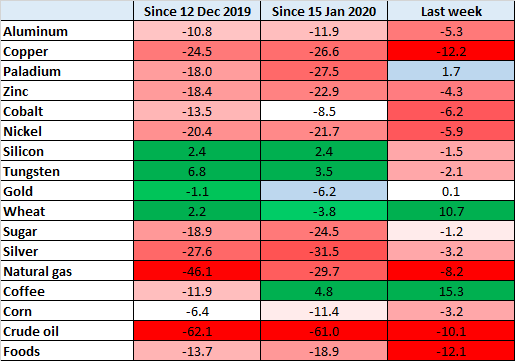 Since 12 Dec 2019 Since 15 Jan 2020 Last week
Aluminum -10.8 -11.9 -5.3
Copper -24.5 -26.6 -12.2
Paladium -18.0 -27.5 1.7
Zinc -18.4 -22.9 -4.3
Cobalt -13.5 -8.5 -6.2
Nickel -20.4 -21.7 -5.9
Silicon 2.4 2.4 -1.5
Tungsten 6.8 3.5 -2.1
Gold -1.1 -6.2 0.1
Wheat 2.2 -3.8 10.7
Sugar -18.9 -24.5 -1.2
Silver -27.6 -31.5 -3.2
Natural gas -46.1 -29.7 -8.2
Coffee -11.9 4.8 15.3
Corn -6.4 -11.4 -3.2
Crude oil -62.1 -61.0 -10.1
Foods -13.7 -18.9 -12.1